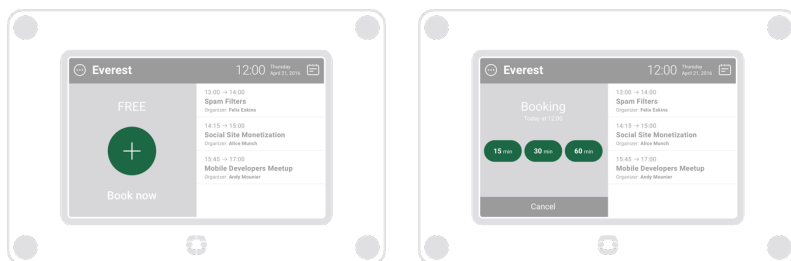 Everest
12:00 Thursday April 21, 2016
FREE
Book now
13:00 → 14:00
Spam Filters
Organizer: Felix Eskins
14:15 → 15:00
Social Site Monetization
Organizer: Alice Munch
15:45 → 17:00
Mobile Developers Meetup
Organizer: Andy Mounier
Everest
12:00 Thursday April 21, 2016
Booking
Today at 12:00
15 min 30 min 60 min
Cancel
13:00 → 14:00
Spam Filters
Organizer: Felix Eskins
14:15 → 15:00
Social Site Monetization
Organizer: Alice Munch
15:45 → 17:00
Mobile Developers Meetup
Organizer: Andy Mounier